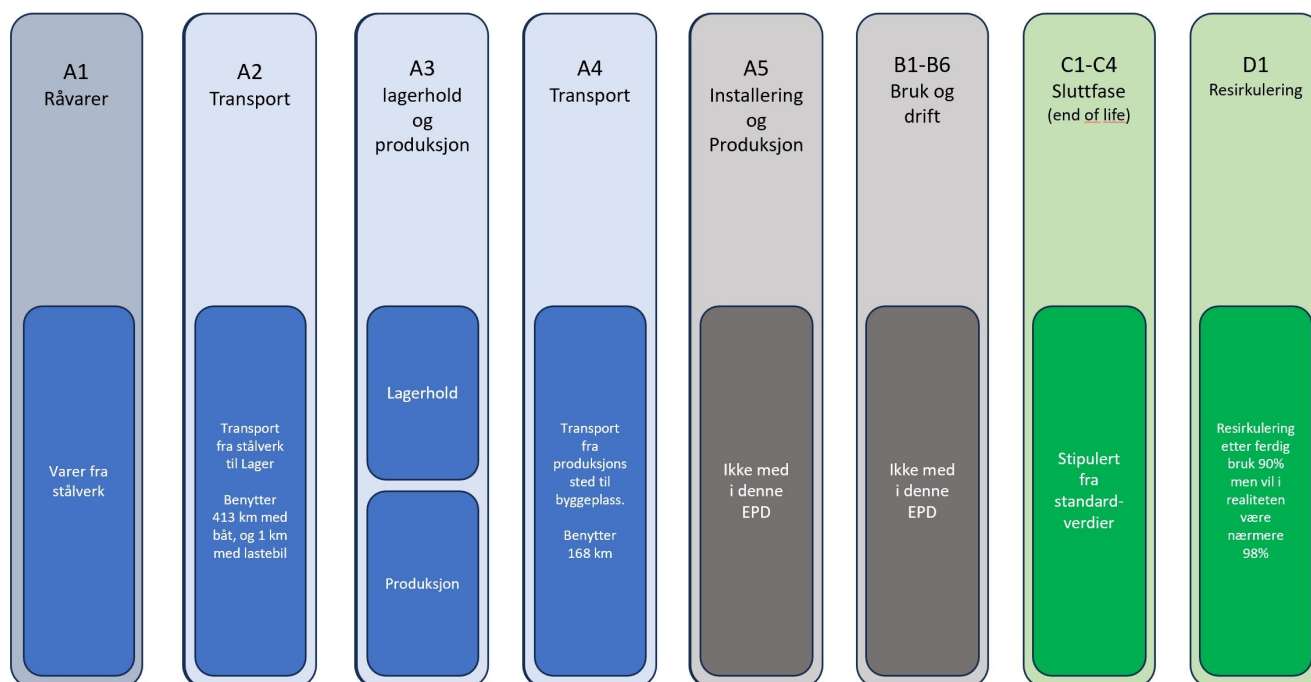 A1
Råvarer
Varer fra
stålverk
A2
Transport
Transport
fra stålverk
til Lager
Benytter
413 km med
båt, og 1 km
med lastebil
A3
lagerhold
og
produksjon
Lagerhold
Produksjon
A4
Transport
Transport
fra
produksjons
sted til
byggeplass.
Benytter
168 km
A5
Installering
og
Produksjon
Ikke med
i denne
EPD
B1-B6
Bruk og
drift
Ikke med
i denne
EPD
C1-C4
Sluttfase
(end of life)
Stipulert
fra
standard-
verdier
D1
Resirkulering
Resirkulering
etter ferdig
bruk 90%
men vil i
realiteten
være
nærmere
98%